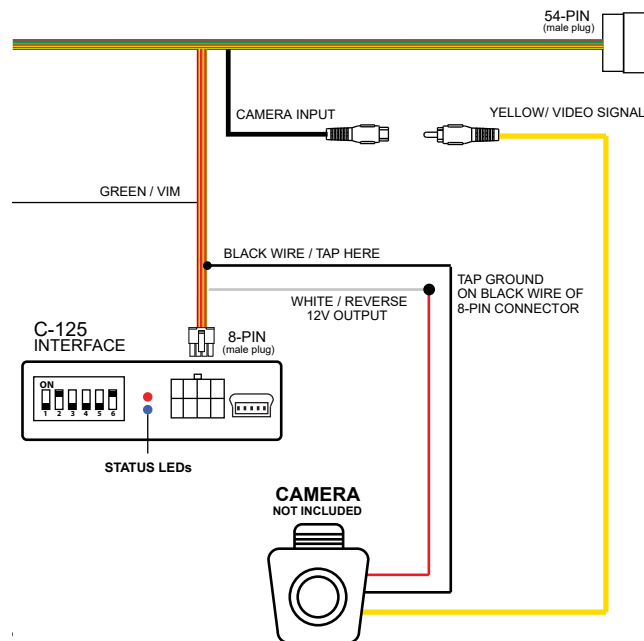 54-PIN
(male plug)
CAMERA INPUT
YELLOW/ VIDEO SIGNAL
GREEN / VIM
BLACK WIRE / TAP HERE
TAP GROUND
ON BLACK WIRE OF
8-PIN CONNECTOR
WHITE / REVERSE
12V OUTPUT
C-125
INTERFACE
8-PIN
(male plug)
ON
1 2 3 4 5 6
STATUS LEDs
CAMERA
NOT INCLUDED